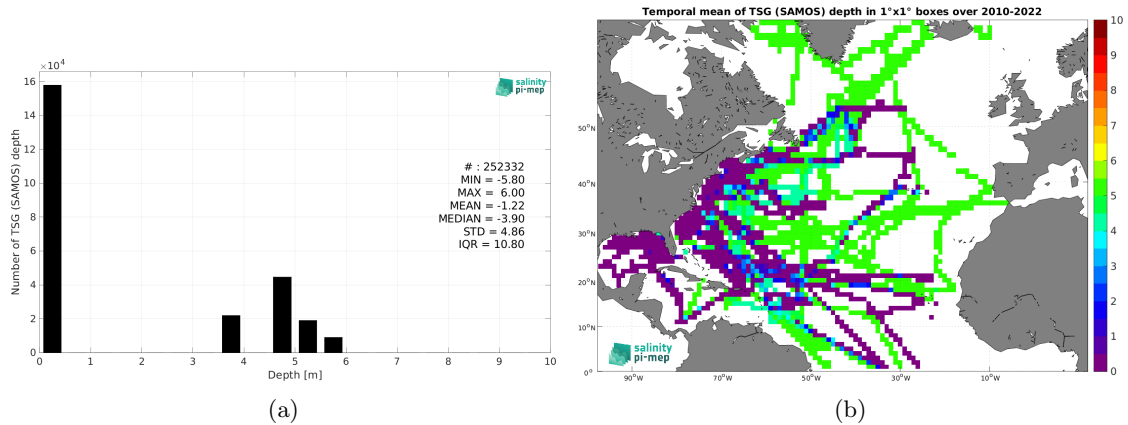 ×10⁴
16
14
12
10
8
6
4
2
0
Number of TSG (SAMOS) depth
salinity
pi-mep
# : 252332
MIN = -5.80
MAX = 6.00
MEAN = -1.22
MEDIAN = -3.90
STD = 4.86
IQR = 10.80
0 1 2 3 4 5 6 7 8 9 10
Depth [m]
(a)
Temporal mean of TSG (SAMOS) depth in 1°x1° boxes over 2010-2022
50°N
40°N
30°N
20°N
10°N
0°
90°W 70°W 50°W 30°W 10°W
salinity
pi-mep
10
9
8
7
6
5
4
3
2
1
0
(b)